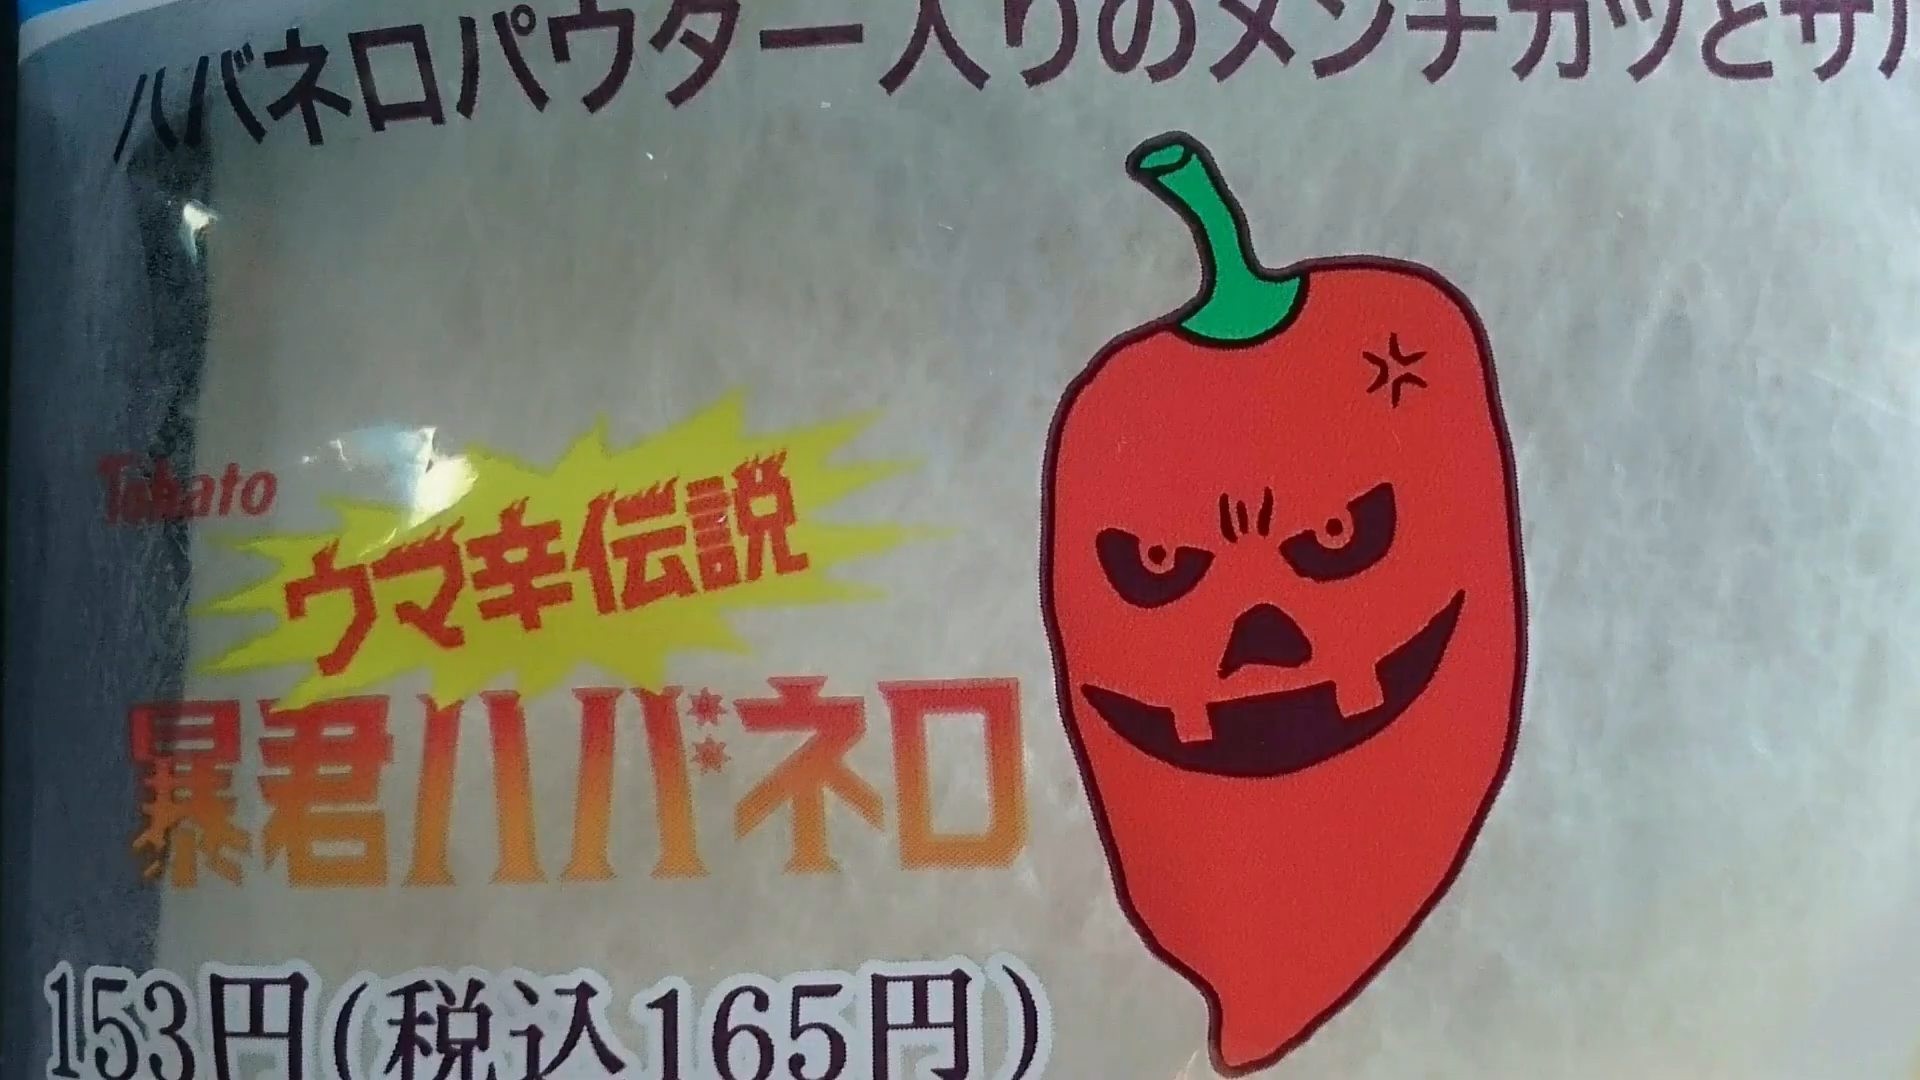 ハバネロパウダー入りのメンチカツとサ
Tohato
ウマ辛伝説
暴君ハバネロ
153円(税込165円)